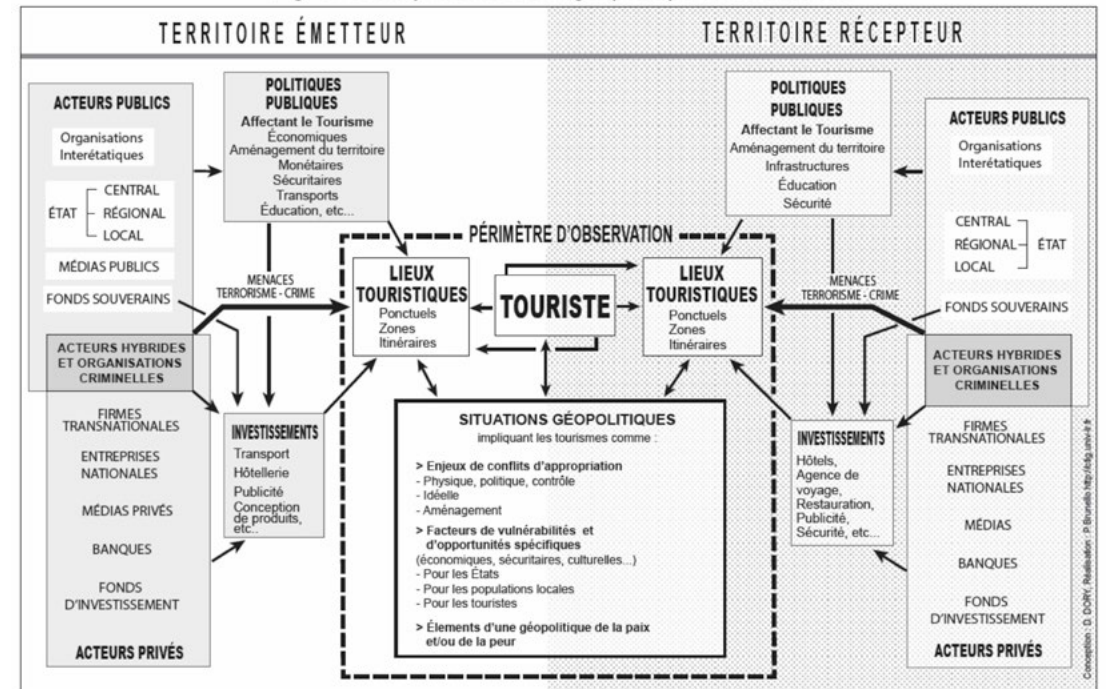 TERRITOIRE ÉMETTEUR
TERRITOIRE RÉCEPTEUR
ACTEURS PUBLICS
Organisations
Interétatiques
ÉTAT
CENTRAL
RÉGIONAL
LOCAL
MÉDIAS PUBLICS
FONDS SOUVERAINS
ACTEURS HYBRIDES
ET ORGANISATIONS
CRIMINELLES
FIRMES
TRANSNATIONALES
ENTREPRISES
NATIONALES
MÉDIAS PRIVÉS
BANQUES
FONDS
D'INVESTISSEMENT
ACTEURS PRIVÉS
POLITIQUES
PUBLIQUES
Affectant le Tourisme
Économiques
Aménagement du territoire
Monétaires
Sécuritaires
Transports
Éducation, etc...
MENACES
TERRORISME - CRIME
INVESTISSEMENTS
Transport
Hôtellerie
Publicité
Conception
de produits,
etc..
PÉRIMÈTRE D'OBSERVATION
LIEUX
TOURISTIQUES
Ponctuels
Zones
Itinéraires
TOURISTE
LIEUX
TOURISTIQUES
Ponctuels
Zones
Itinéraires
SITUATIONS GÉOPOLITIQUES
impliquant les tourismes comme :
> Enjeux de conflits d'appropriation
- Physique, politique, contrôle
- Idéelle
- Aménagement
> Facteurs de vulnérabilités et
d'opportunités spécifiques
(économiques, sécuritaires, culturelles...)
- Pour les États
- Pour les populations locales
- Pour les touristes
> Élements d'une géopolitique de la paix
et/ou de la peur
POLITIQUES
PUBLIQUES
Affectant le Tourisme
Aménagement du territoire
Infrastructures
Éducation
Sécurité
MENACES
TERRORISME - CRIME
INVESTISSEMENTS
Hôtels,
Agence de
voyage,
Restauration,
Publicité,
Sécurité, etc...
ACTEURS PUBLICS
Organisations
Interétatiques
CENTRAL
RÉGIONAL
LOCAL
ÉTAT
FONDS SOUVERAINS
ACTEURS HYBRIDES
ET ORGANISATIONS
CRIMINELLES
FIRMES
TRANSNATIONALES
ENTREPRISES
NATIONALES
MÉDIAS
BANQUES
FONDS
D'INVESTISSEMENT
ACTEURS PRIVÉS
Conception : D. DORY, Réalisation : P.Brunello